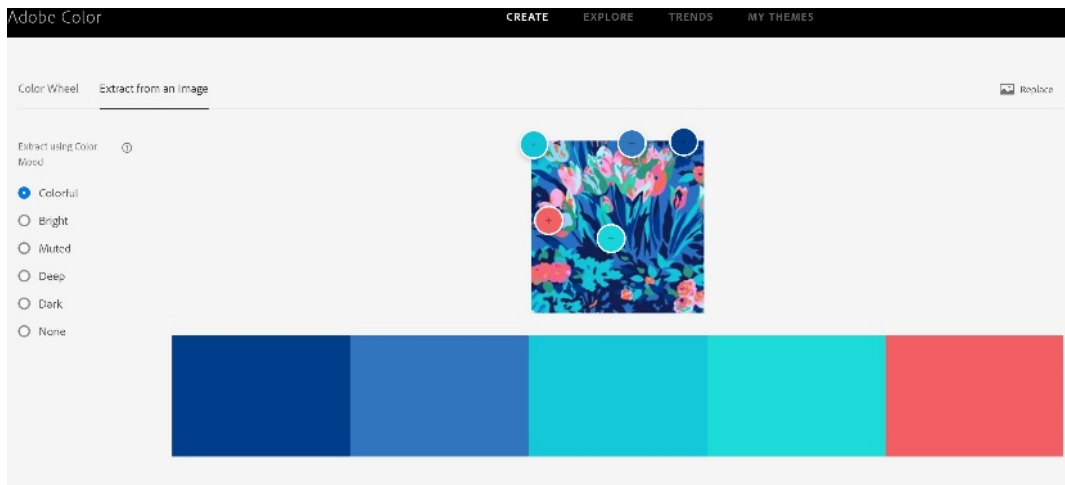 Adobe Color
CREATE EXPLORE TRENDS MY THEMES
Color Wheel Extract from an Image
Replace
Extract using Color
Mood
Colorful
Bright
Muted
Deep
Dark
None